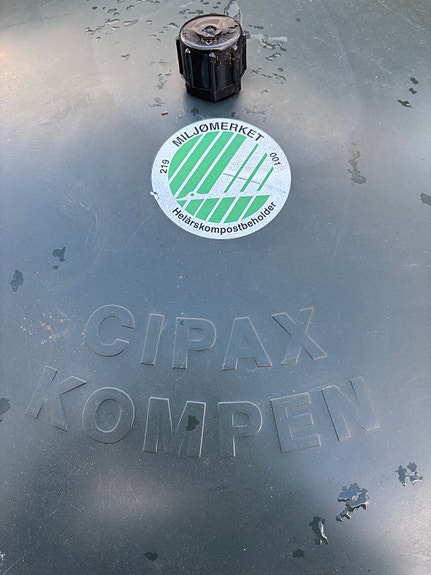 MILJØMERKET
219 001
Helårskompostbeholder
CIPAX
KOMPEN